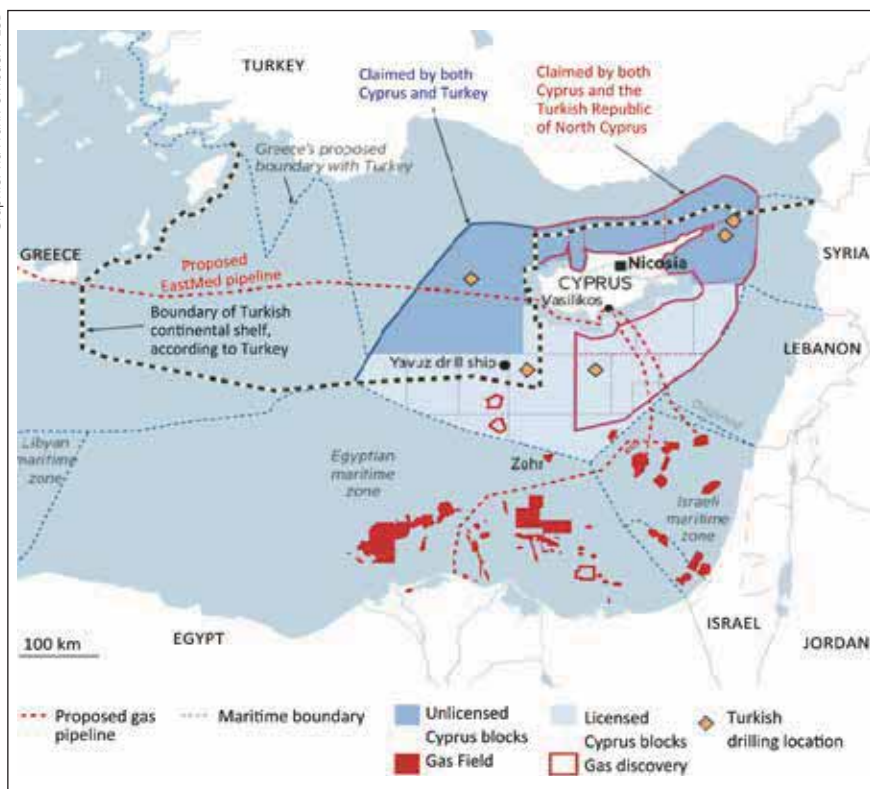 TURKEY
Claimed by both
Cyprus and Turkey
Claimed by both
Cyprus and the
Turkish Republic
of North Cyprus
Greece's proposed
boundary with Turkey
GREECE
Proposed
EastMed pipeline
Boundary of Turkish
continental shelf,
according to Turkey
Nicosia
CYPRUS
Vasilikos
SYRIA
LEBANON
Yavuz drill ship
Disputed
Libyan
maritime
zone
Egyptian
maritime
zone
Zohr
Israeli
maritime
zone
ISRAEL
EGYPT
JORDAN
100 km
Proposed gas
pipeline
Maritime boundary
Unlicensed
Cyprus blocks
Gas Field
Licensed
Cyprus blocks
Gas discovery
Turkish
drilling location